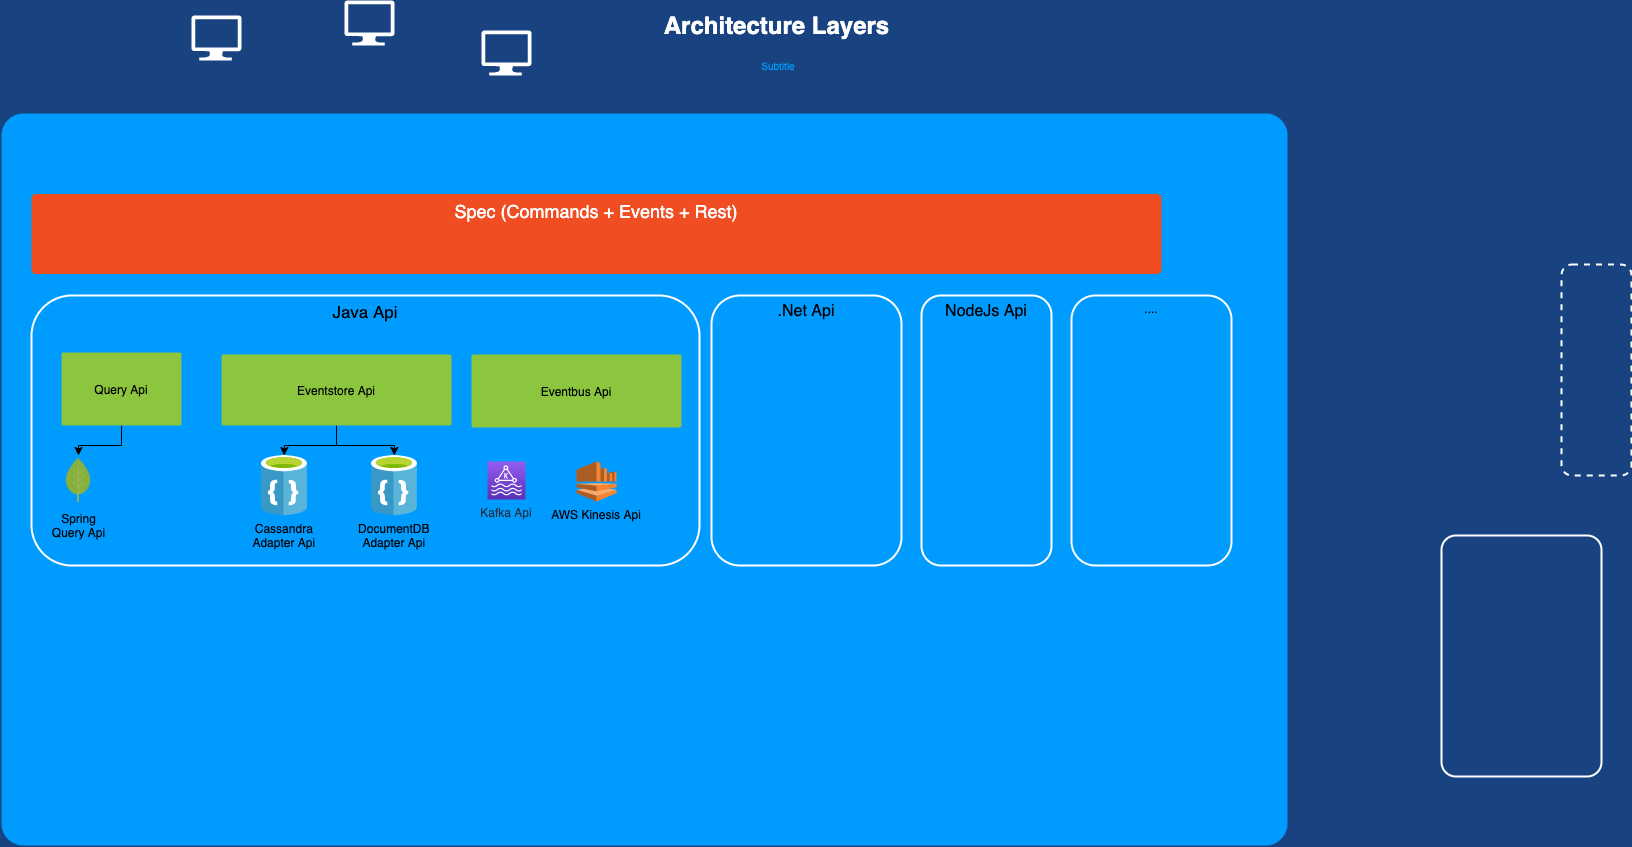 Architecture Layers
Subtitle
Spec (Commands + Events + Rest)
Java Api
.Net Api
NodeJs Api
....
Query Api
Eventstore Api
Eventbus Api
Spring
Query Api
Cassandra
Adapter Api
DocumentDB
Adapter Api
Kafka Api
AWS Kinesis Api